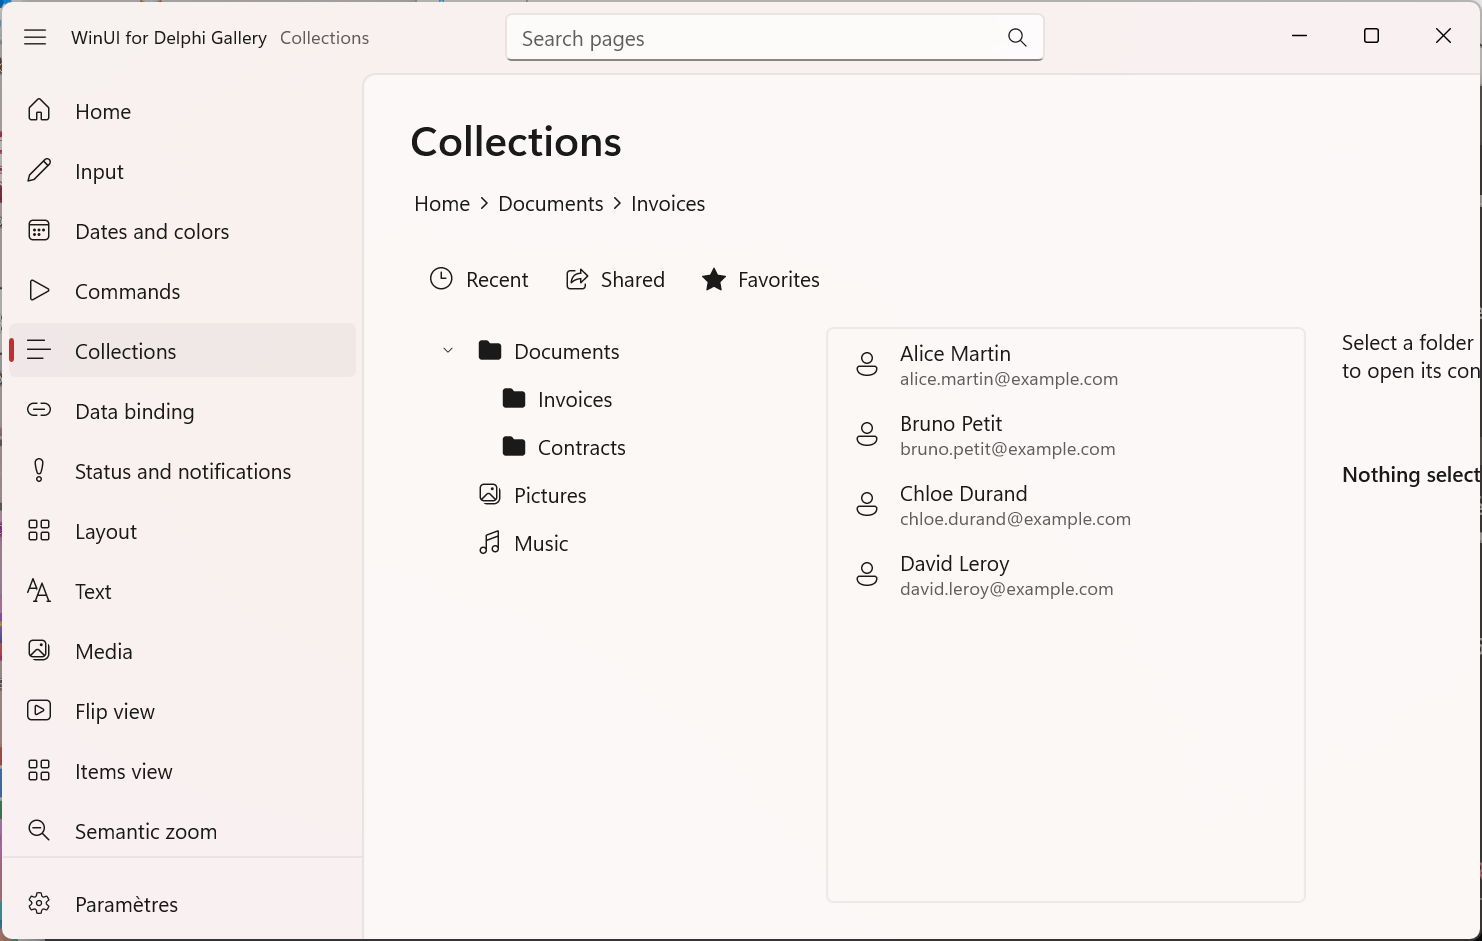 WinUI for Delphi Gallery Collections
Search pages
Home
Input
Dates and colors
Commands
Collections
Data binding
Status and notifications
Layout
Text
Media
Flip view
Items view
Semantic zoom
Paramètres
Collections
Home > Documents > Invoices
Recent Shared Favorites
Documents
Invoices
Contracts
Pictures
Music
Alice Martin
alice.martin@example.com
Bruno Petit
bruno.petit@example.com
Chloe Durand
chloe.durand@example.com
David Leroy
david.leroy@example.com
Select a folder
to open its con
Nothing select